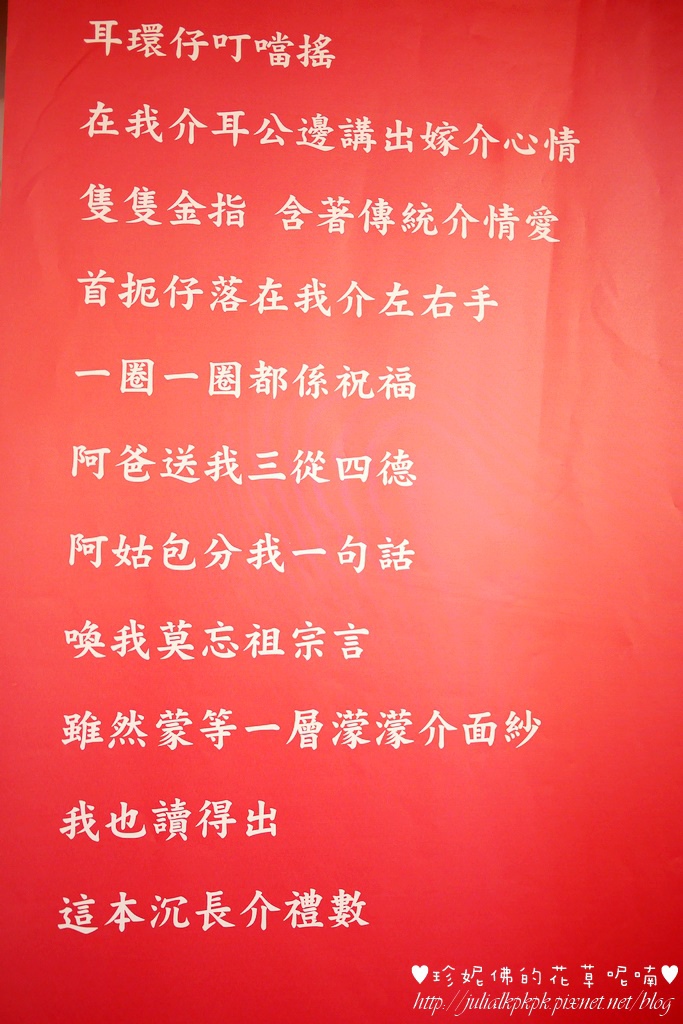 耳環仔叮噹搖
在我介耳公邊講出嫁介心情
隻隻金指 含著傳統介情愛
首扼仔落在我介左右手
一圈一圈都係祝福
阿爸送我三從四德
阿姑包分我一句話
喚我莫忘祖宗言
雖然蒙等一層濛濛介面紗
我也讀得出
這本沉長介禮數
♥珍妮佛的花草呢喃♥
http://julialkpkpk.pixnet.net/blog